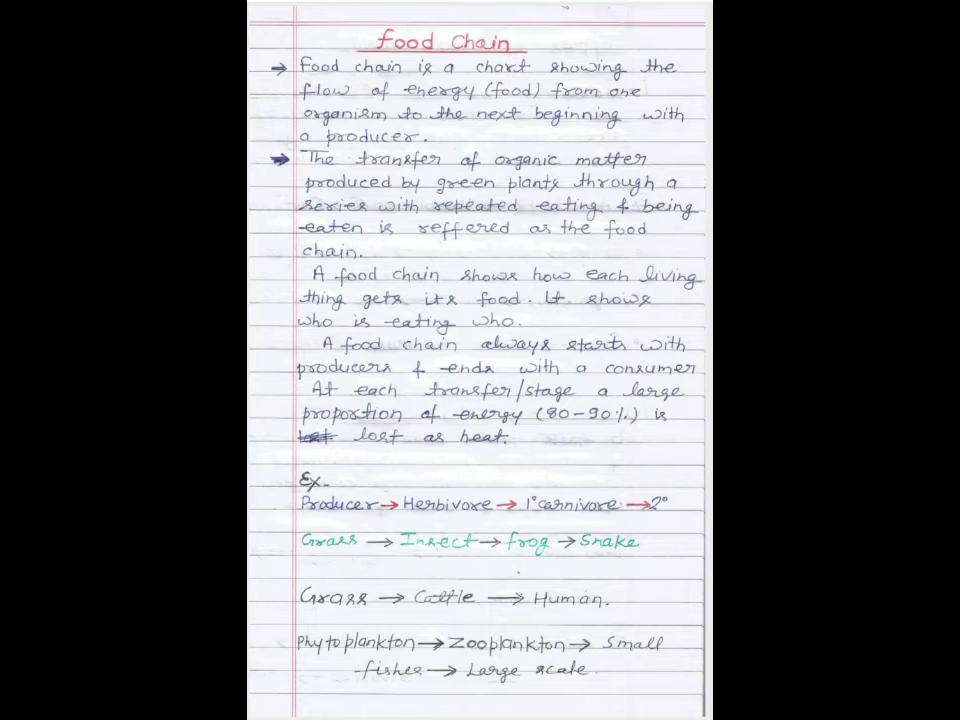 Food Chain
→ Food chain is a chart showing the
flow of energy (food) from one
organism to the next beginning with
a producer.
→ The transfer of organic matter
produced by green plants through a
series with repeated eating & being
eaten is reffered as the food
chain.
A food chain shows how each living
thing gets its food. It shows
who is eating who.
A food chain always starts with
producers & ends with a consumer
At each transfer/stage a large
proportion of energy (80-90%) is
lost as heat.
Ex.
Producer → Herbivore → 1° carnivore → 2°
Grass → Insect → frog → Snake
Grass → Cattle → Human.
Phytoplankton → Zooplankton → Small
fishes → Large scale.